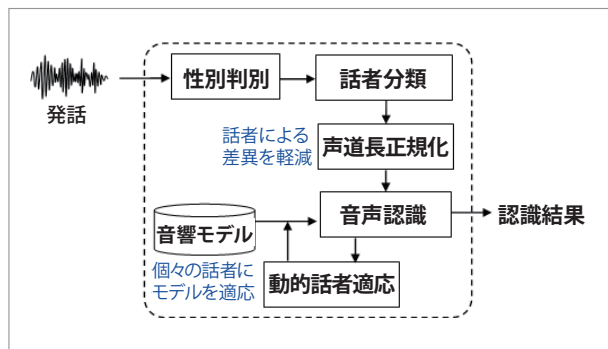 発話
性別判別
話者分類
話者による
差異を軽減
声道長正規化
音声認識
認識結果
音響モデル
個々の話者に
モデルを適応
動的話者適応